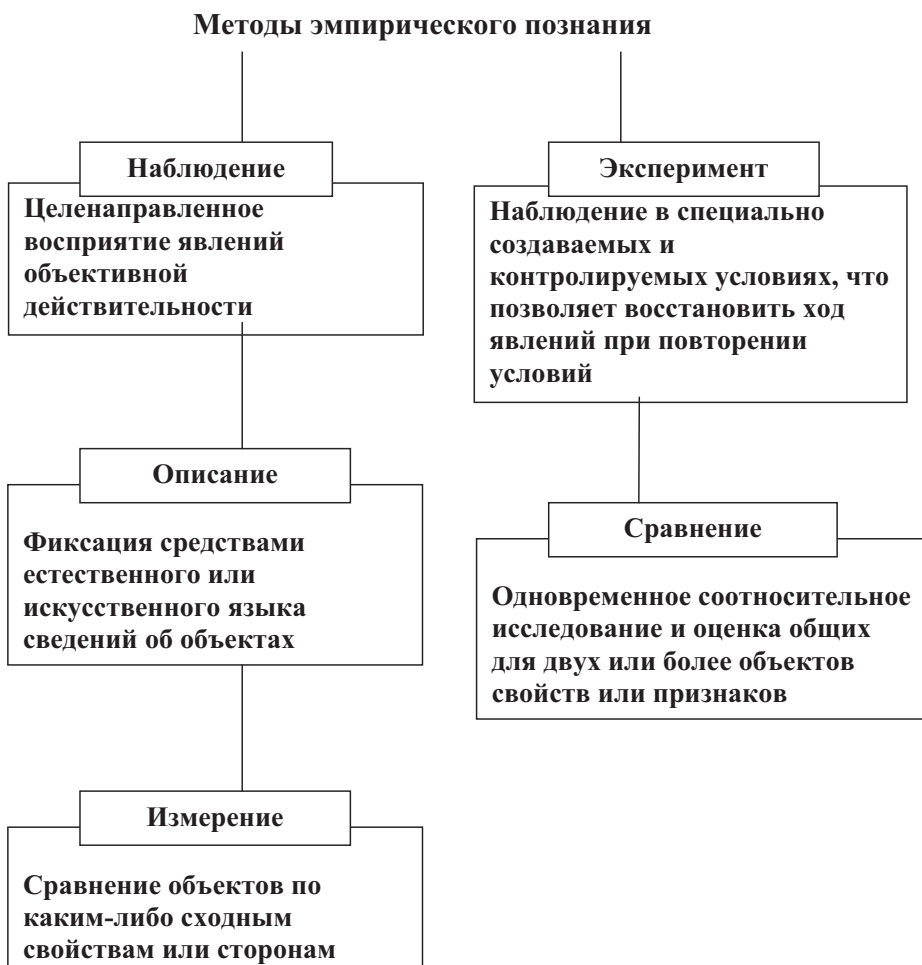 Методы эмпирического познания
Наблюдение
Целенаправленное
восприятие явлений
объективной
действительности
Эксперимент
Наблюдение в специально
создаваемых и
контролируемых условиях, что
позволяет восстановить ход
явлений при повторении
условий
Описание
Фиксация средствами
естественного или
искусственного языка
сведений об объектах
Сравнение
Одновременное соотносительное
исследование и оценка общих
для двух или более объектов
свойств или признаков
Измерение
Сравнение объектов по
каким-либо сходным
свойствам или сторонам